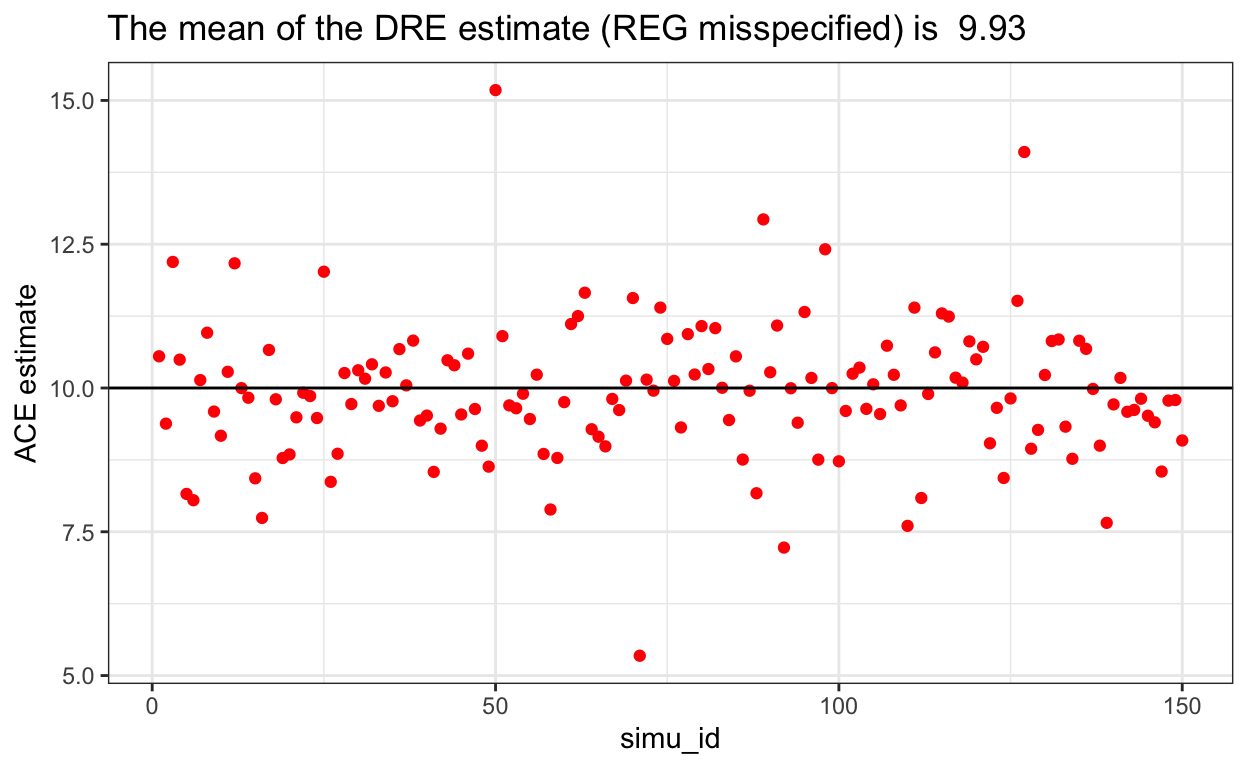 The mean of the DRE estimate (REG misspecified) is  9.93
15.0
12.5
10.0
7.5
5.0
ACE estimate
0 50 100 150
simu_id